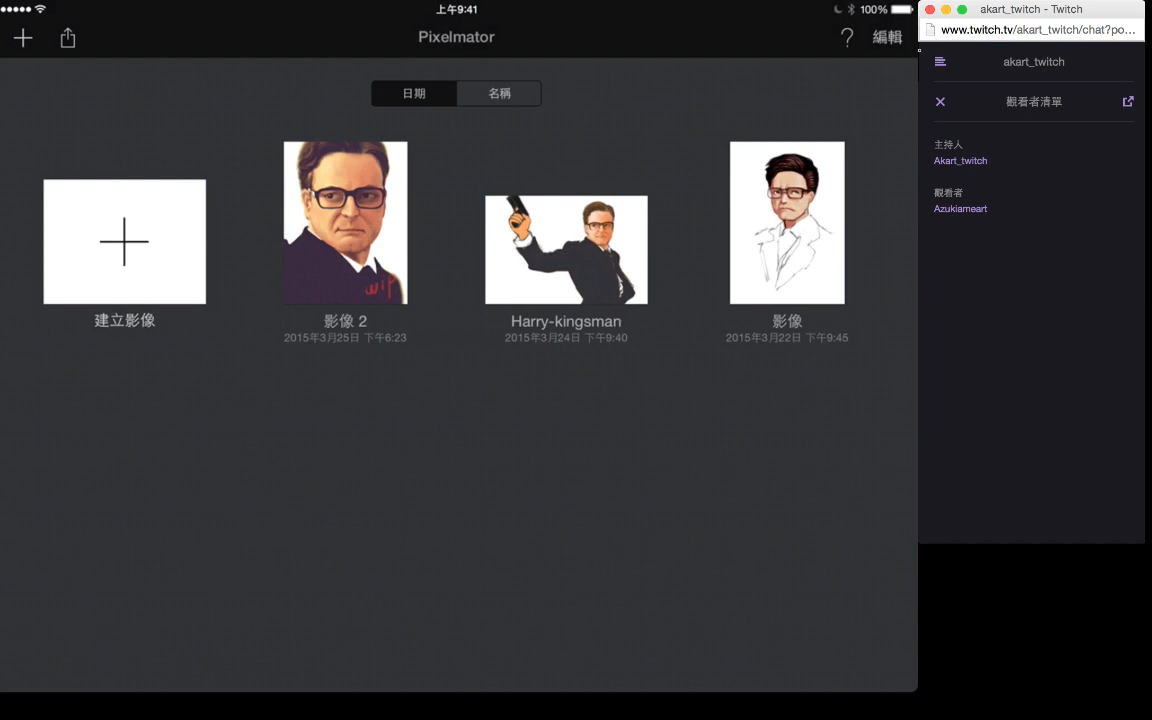 上午9:41
100%
Pixelmator
?
編輯
日期
名稱
建立影像
wip
影像 2
2015年3月25日 下午6:23
Harry-kingsman
2015年3月24日 下午9:40
影像
2015年3月22日 下午9:45
akart_twitch - Twitch
www.twitch.tv/akart_twitch/chat?po...
akart_twitch
觀看者清單
主持人
Akart_twitch
觀看者
Azukiameart